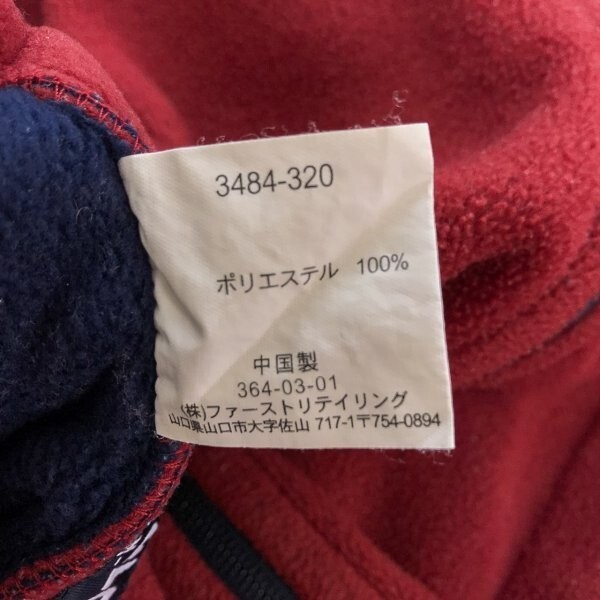 3484-320
ポリエステル 100%
中国製
364-03-01
(株)ファーストリテイリング
山口県山口市大字佐山 717-1〒754-0894